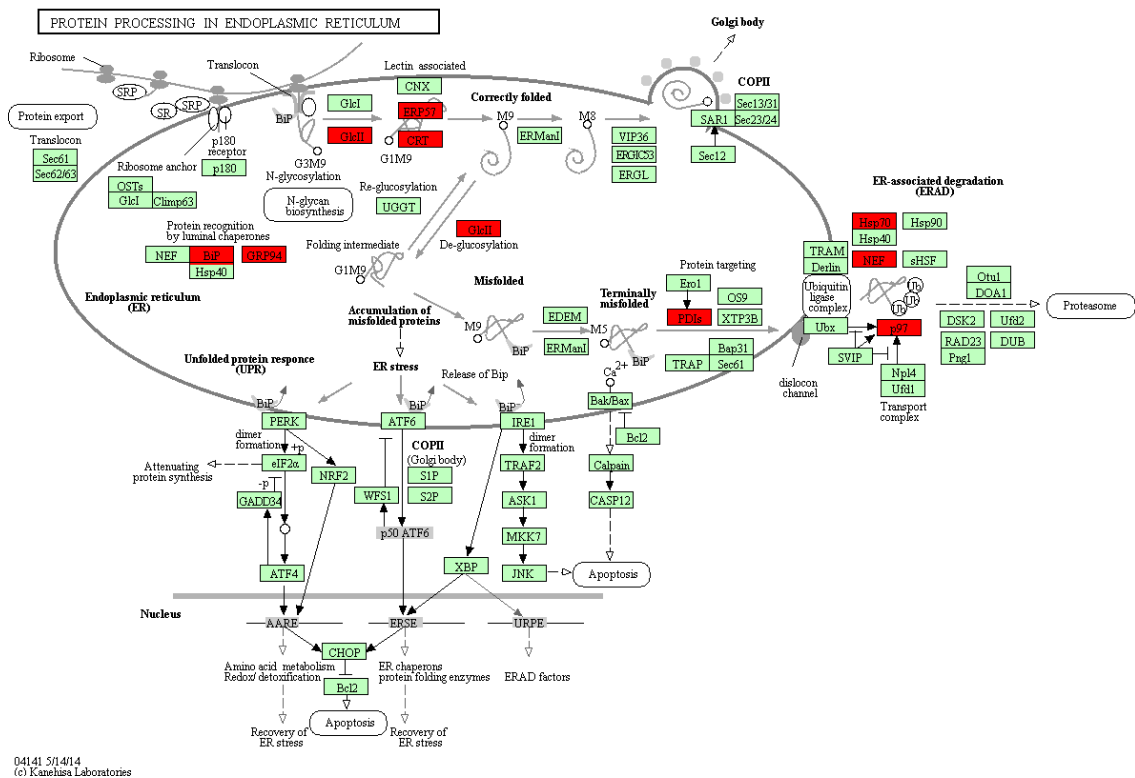 PROTEIN PROCESSING IN ENDOPLASMIC RETICULUM
Golgi body
Ribosome
Translocon
Lectin associated
CNX
COPII
SRP
SR
SRP
Protein export
BiP
GlcI
ERP57
Correctly folded
M9
M8
Sec13/31
SAR1
Sec23/24
Translocon
Sec61
Sec62/63
p180
receptor
p180
Ribosome anchor
GlcII
CRT
G1M9
ERManI
VIP36
ERGIC53
ERGL
Sec12
G3M9
N-glycosylation
N-glycan
biosynthesis
Re-glucosylation
UGGT
OSTs
GlcI
Climp63
ER-associated degradation
(ERAD)
Protein recognition
by luminal chaperones
NEF
BiP
GRP94
Hsp40
GlcII
De-glucosylation
Folding intermediate
G1M9
Hsp70
Hsp90
Hsp40
NEF
sHSF
TRAM
Derlin
Ubiquitin
ligase
complex
Ub
Ub
Ub
Otu1
DOA1
Proteasome
Endoplasmic reticulum
(ER)
Misfolded
Protein targeting
Ero1
OS9
PDIs
XTP3B
Terminally
misfolded
Accumulation of
misfolded proteins
M9
BiP
EDEM
ERManI
M5
BiP
Bap31
TRAP
Sec61
Ubx
p97
SVIP
DSK2
Ufd2
RAD23
DUB
Png1
dislocon
channel
Npl4
Ufd1
Transport
complex
Unfolded protein responce
(UPR)
ER stress
Release of Bip
Ca2+
BiP
BiP
BiP
Bak/Bax
PERK
ATF6
IRE1
Bcl2
dimer
formation
+p
COPII
(Golgi body)
dimer
formation
Attenuating
protein synthesis
eIF2α
NRF2
S1P
TRAF2
Calpain
-p
GADD34
WFS1
S2P
ASK1
CASP12
p50 ATF6
MKK7
ATF4
XBP
JNK
Apoptosis
Nucleus
AARE
ERSE
URPE
CHOP
Amino acid metabolism
Redox/ detoxification
ER chaperons
protein folding enzymes
ERAD factors
Bcl2
Apoptosis
Recovery of
ER stress
Recovery of
ER stress
04141 5/14/14
(c) Kanehisa Laboratories